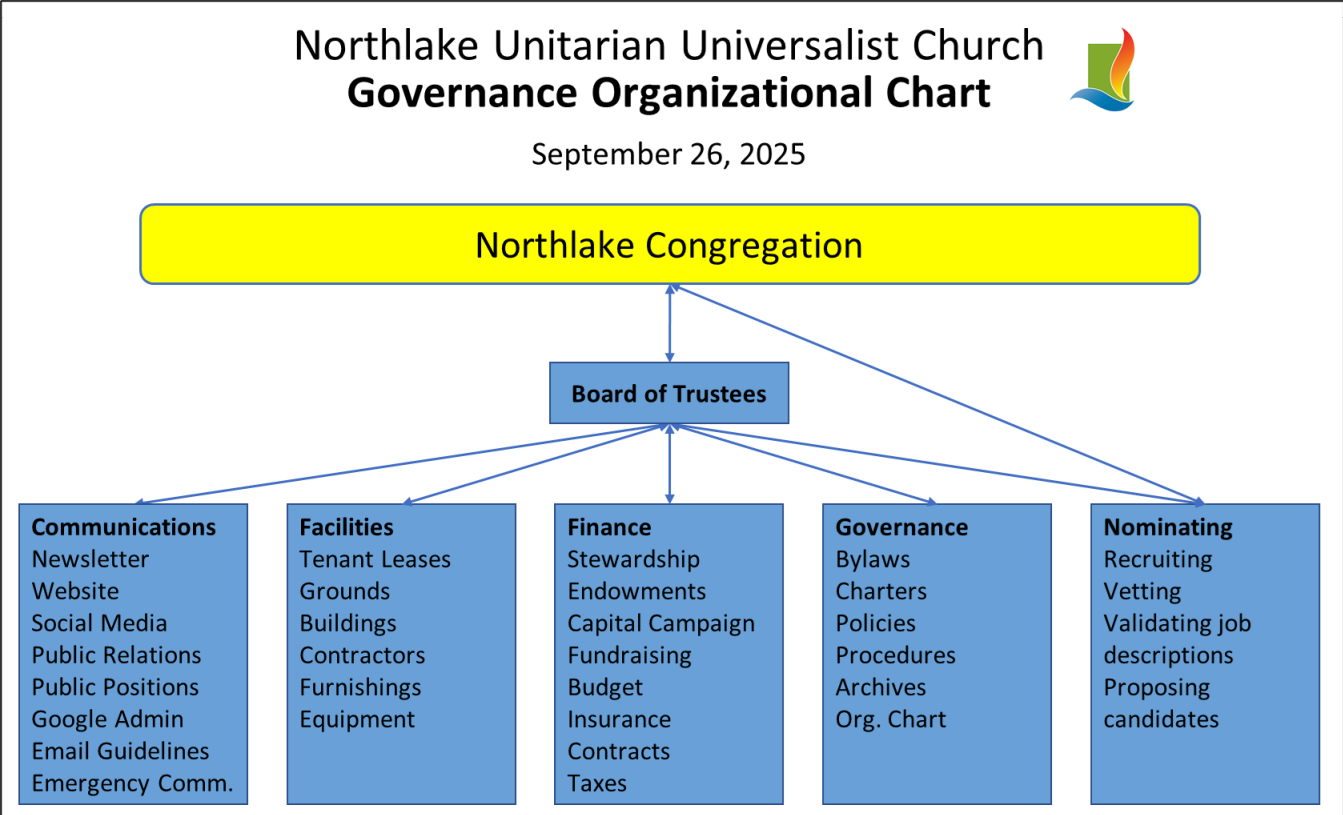 Northlake Unitarian Universalist Church
Governance Organizational Chart
September 26, 2025
Northlake Congregation
Board of Trustees
Communications
Newsletter
Website
Social Media
Public Relations
Public Positions
Google Admin
Email Guidelines
Emergency Comm.
Facilities
Tenant Leases
Grounds
Buildings
Contractors
Furnishings
Equipment
Finance
Stewardship
Endowments
Capital Campaign
Fundraising
Budget
Insurance
Contracts
Taxes
Governance
Bylaws
Charters
Policies
Procedures
Archives
Org. Chart
Nominating
Recruiting
Vetting
Validating job
descriptions
Proposing
candidates